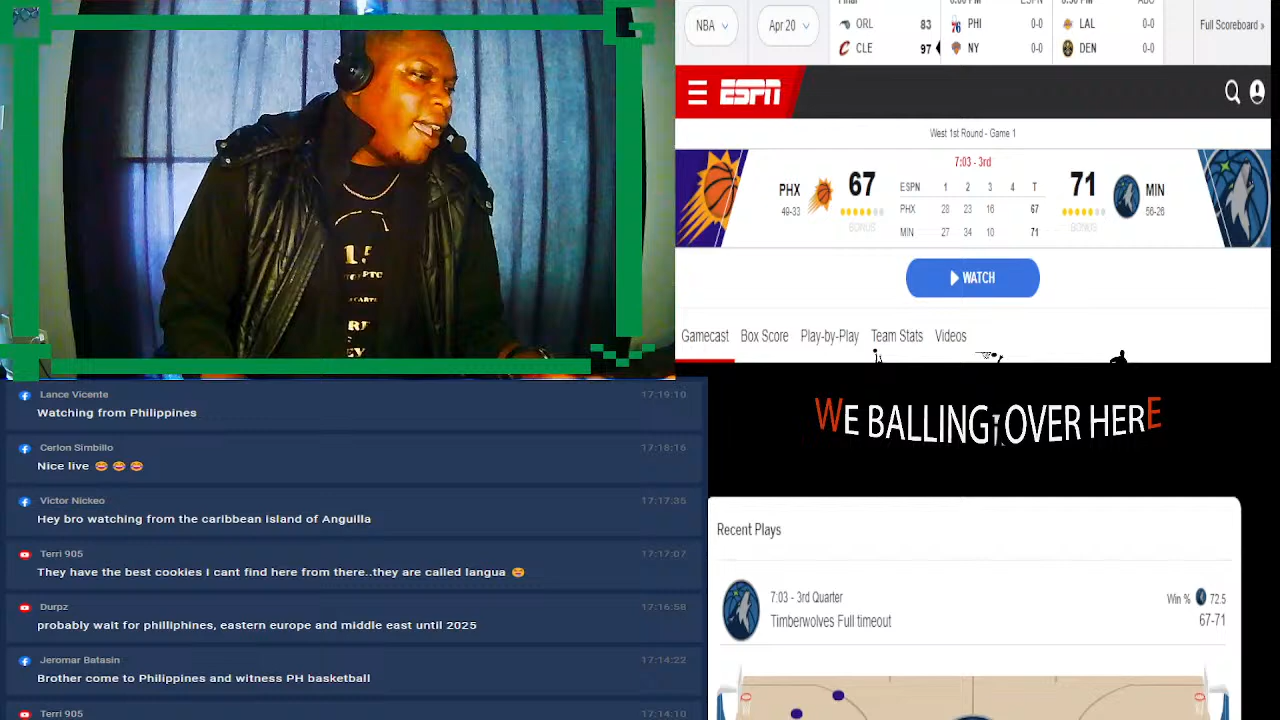 NBA
Apr 20
ORL 83
CLE 97
PHI 0-0
NY 0-0
LAL 0-0
DEN 0-0
Full Scoreboard »
ESPN
West 1st Round - Game 1
7:03 - 3rd
PHX 67
49-33
BONUS
ESPN 1 2 3 4 T
PHX 28 23 16 67
MIN 27 34 10 71
71 MIN
56-26
BONUS
WATCH
Gamecast Box Score Play-by-Play Team Stats Videos
WE BALLING OVER HERE
Lance Vicente 17:19:10
Watching from Philippines
Cerlon Simbillo 17:18:16
Nice live 😄 😄 😄
Victor Nickeo 17:17:35
Hey bro watching from the caribbean island of Anguilla
Terri 905 17:17:07
They have the best cookies I cant find here from there..they are called langua 😄
Durpz 17:16:58
probably wait for philliphines, eastern europe and middle east until 2025
Jeromar Batasin 17:14:22
Brother come to Philippines and witness PH basketball
Terri 905 17:14:10
Recent Plays
7:03 - 3rd Quarter
Timberwolves Full timeout
Win % 72.5
67-71